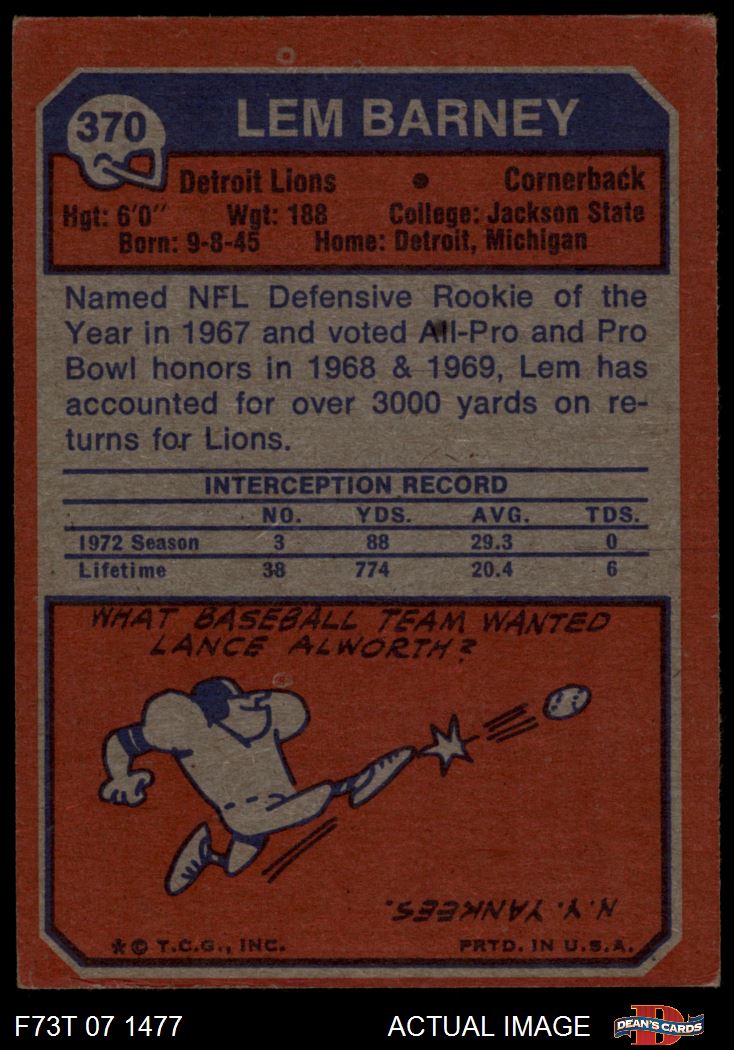 370
LEM BARNEY
Detroit Lions • Cornerback
Hgt: 6'0" Wgt: 188 College: Jackson State
Born: 9-8-45 Home: Detroit, Michigan
Named NFL Defensive Rookie of the
Year in 1967 and voted All-Pro and Pro
Bowl honors in 1968 & 1969, Lem has
accounted for over 3000 yards on re-
turns for Lions.
INTERCEPTION RECORD
NO. YDS. AVG. TDS.
1972 Season 3 88 29.3 0
Lifetime 38 774 20.4 6
WHAT BASEBALL TEAM WANTED
LANCE ALWORTH?
N.Y. YANKEES.
* © T.C.G., INC. PRTD. IN U.S.A.
F73T 07 1477 ACTUAL IMAGE
D
DEAN'S CARDS